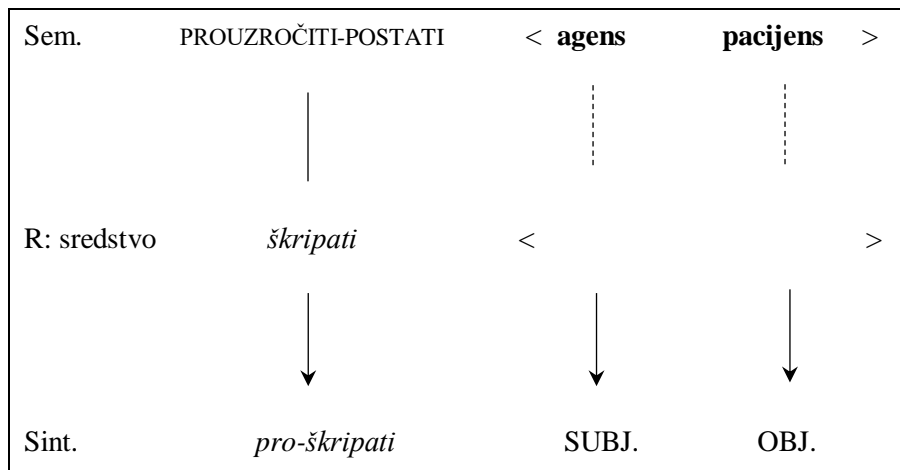 Sem. PROUZROČITI-POSTATI < agens pacijens >
R: sredstvo škripati < >
Sint. pro-škripati SUBJ. OBJ.